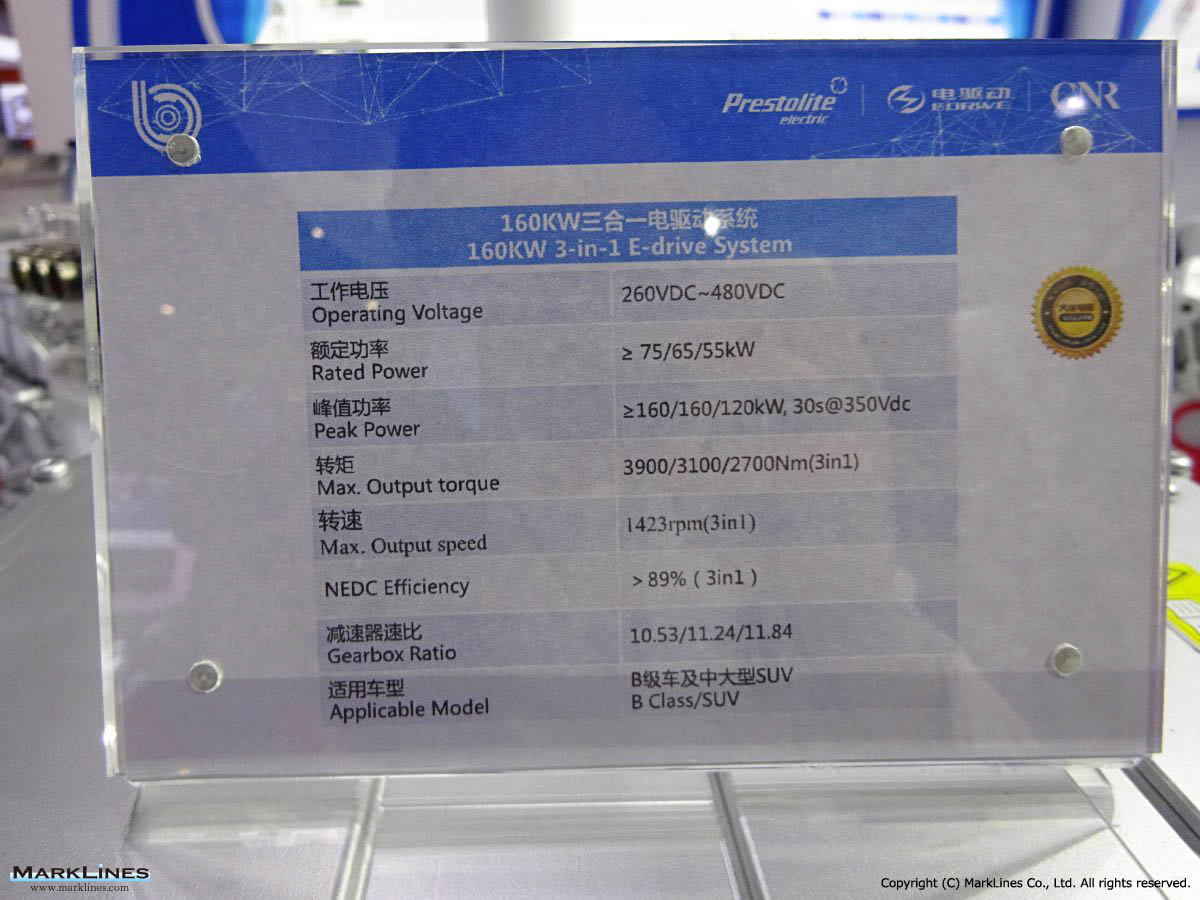 Prestolite
electric
电驱动
EDRIVE
160KW三合一电驱动系统
160KW 3-in-1 E-drive System
工作电压
Operating Voltage
260VDC~480VDC
额定功率
Rated Power
≥ 75/65/55kW
峰值功率
Peak Power
≥160/160/120kW, 30s@350Vdc
转矩
Max. Output torque
3900/3100/2700Nm(3in1)
转速
Max. Output speed
1423rpm(3in1)
NEDC Efficiency
> 89% ( 3in1 )
减速器速比
Gearbox Ratio
10.53/11.24/11.84
适用车型
Applicable Model
B级车及中大型SUV
B Class/SUV
MARKLINES
www.marklines.com
Copyright (C) MarkLines Co., Ltd. All rights reserved.